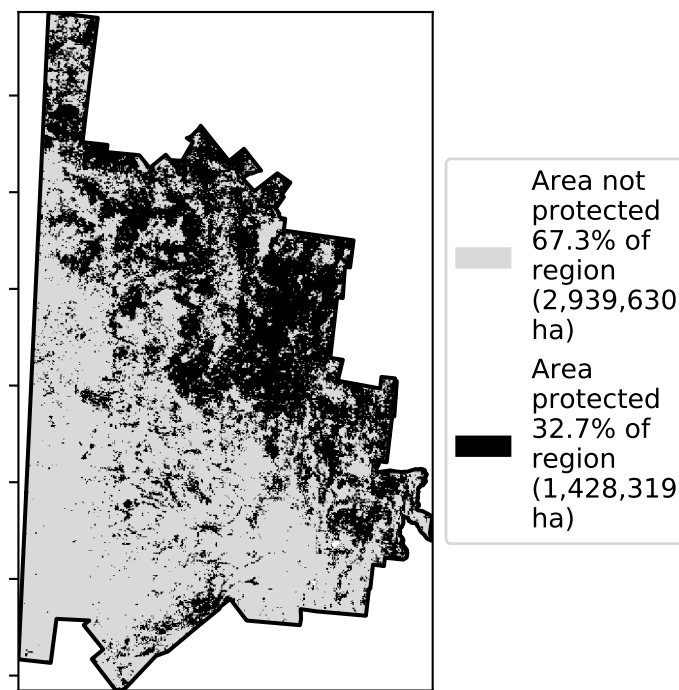 Area not
protected
67.3% of
region
(2,939,630
ha)
Area
protected
32.7% of
region
(1,428,319
ha)